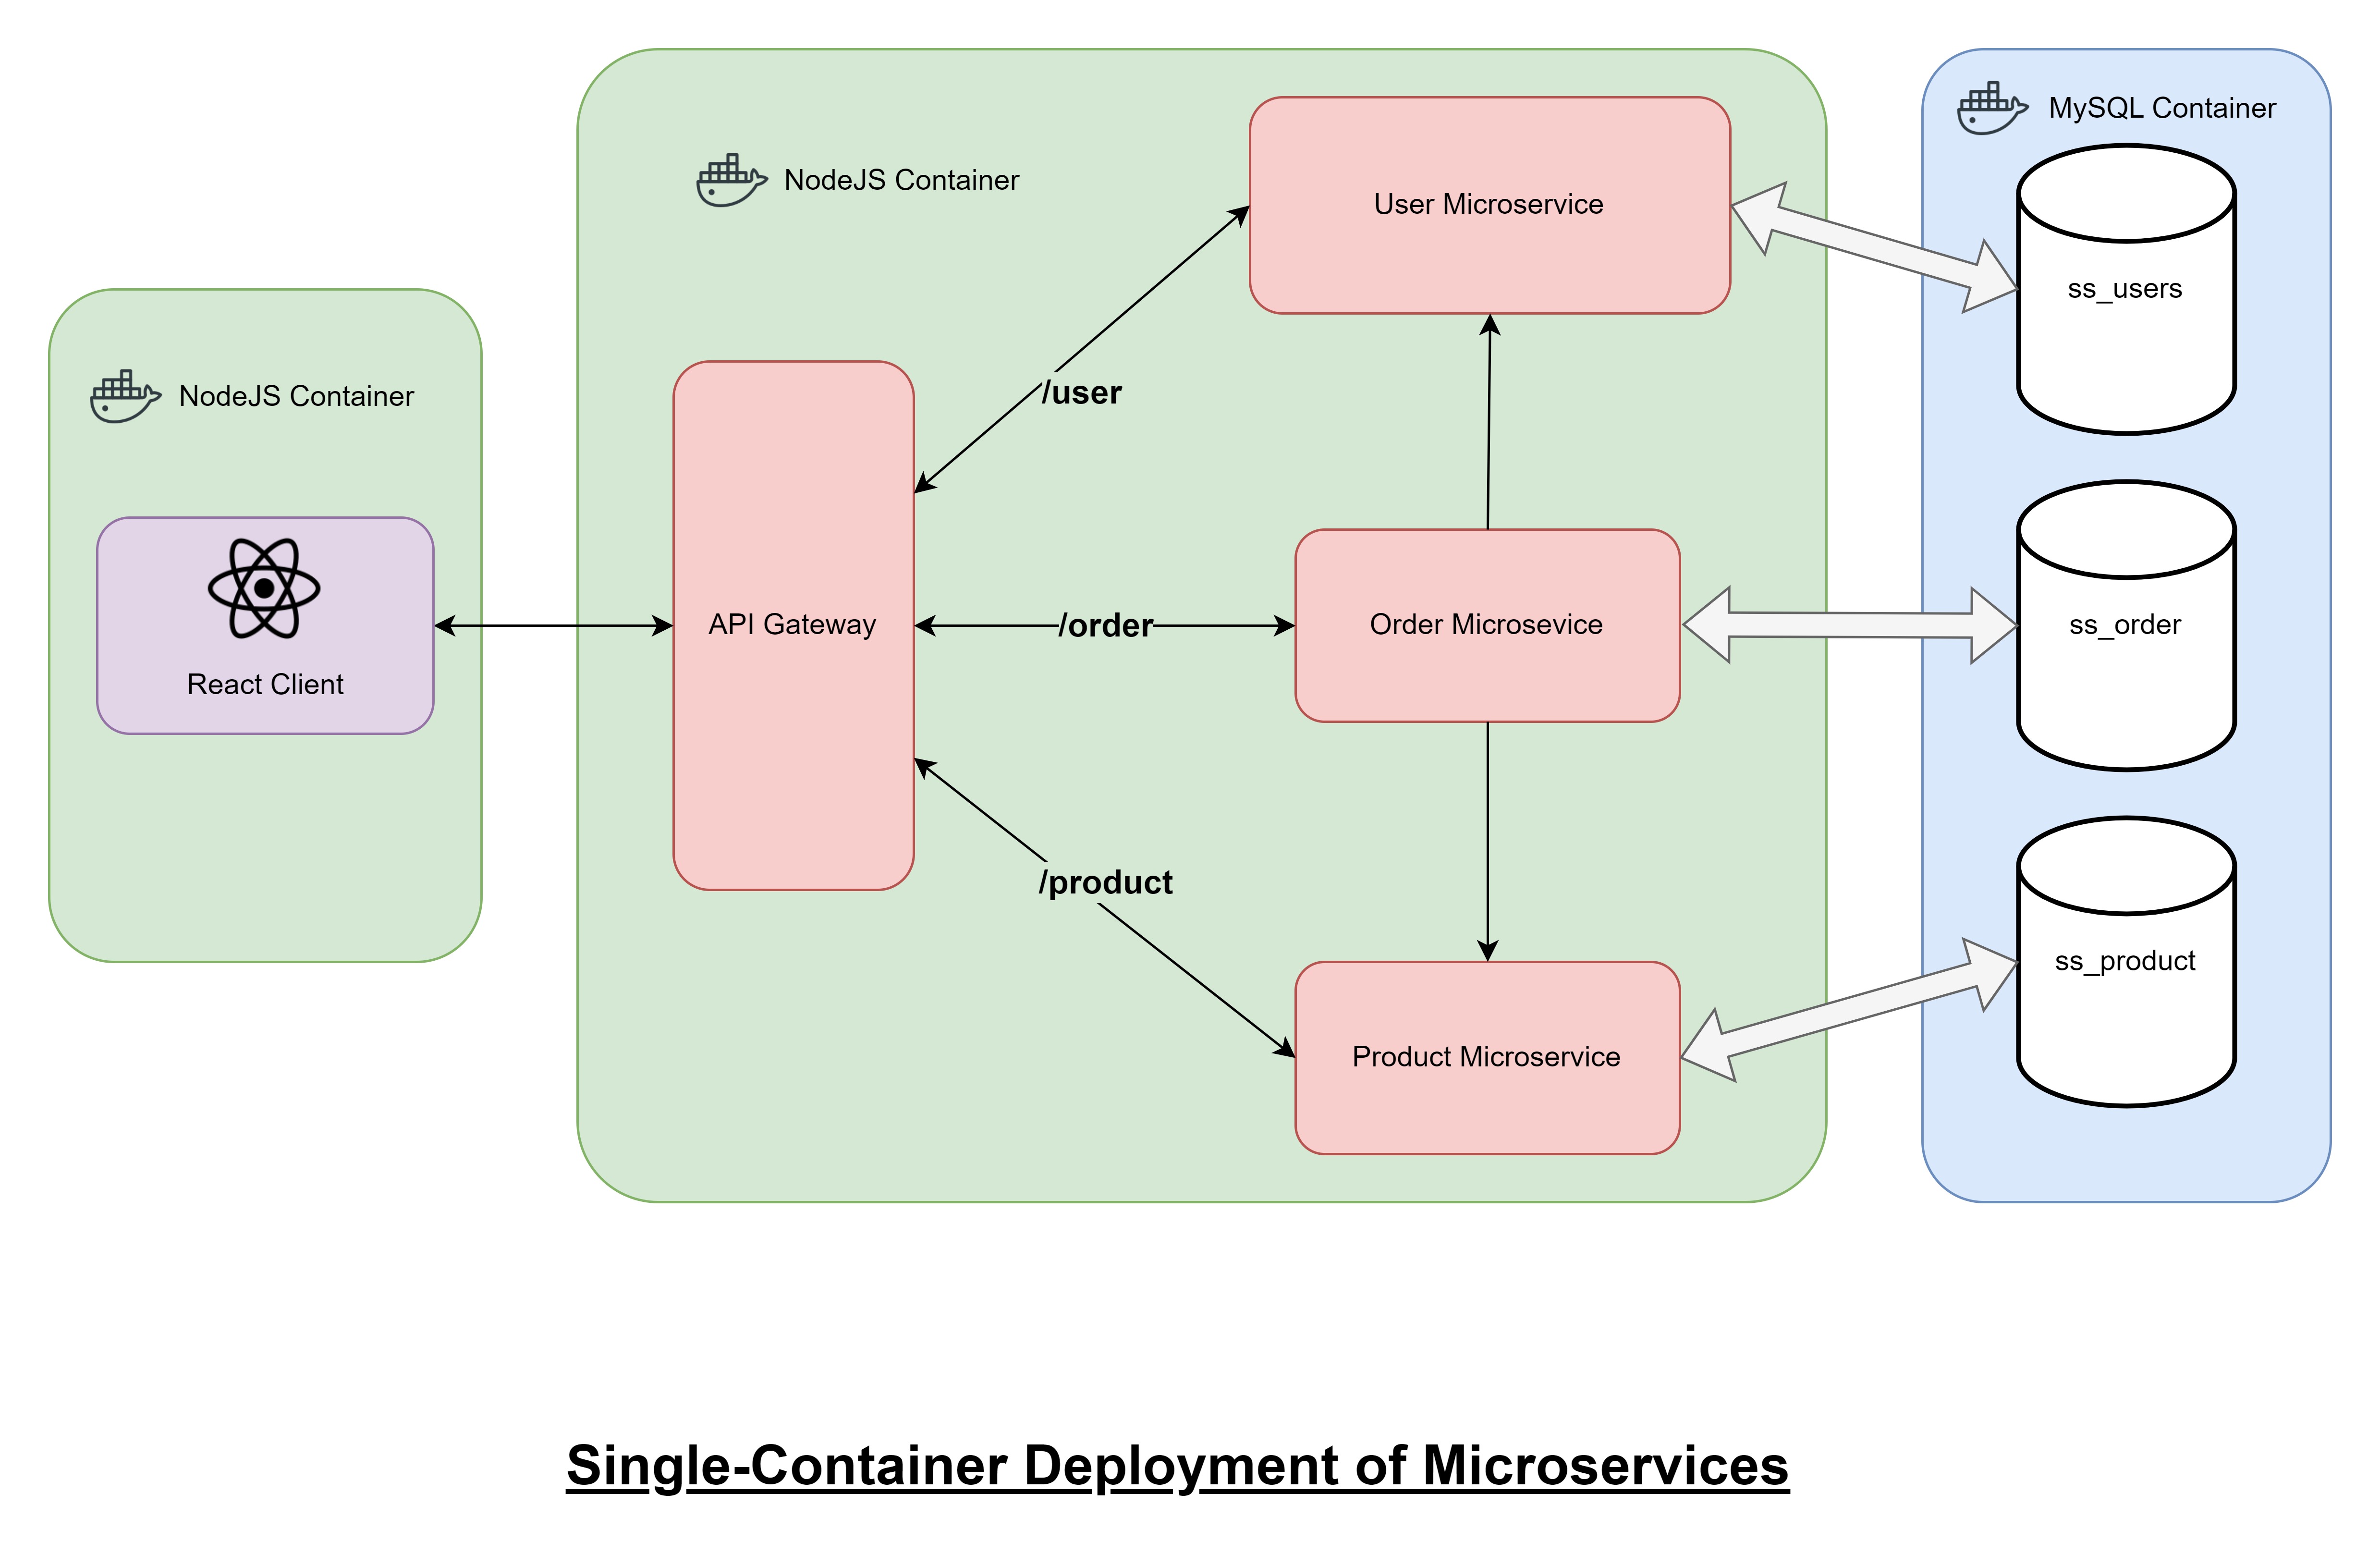 NodeJS Container
React Client
NodeJS Container
API Gateway
/user
/order
/product
User Microservice
Order Microsevice
Product Microservice
MySQL Container
ss_users
ss_order
ss_product
Single-Container Deployment of Microservices